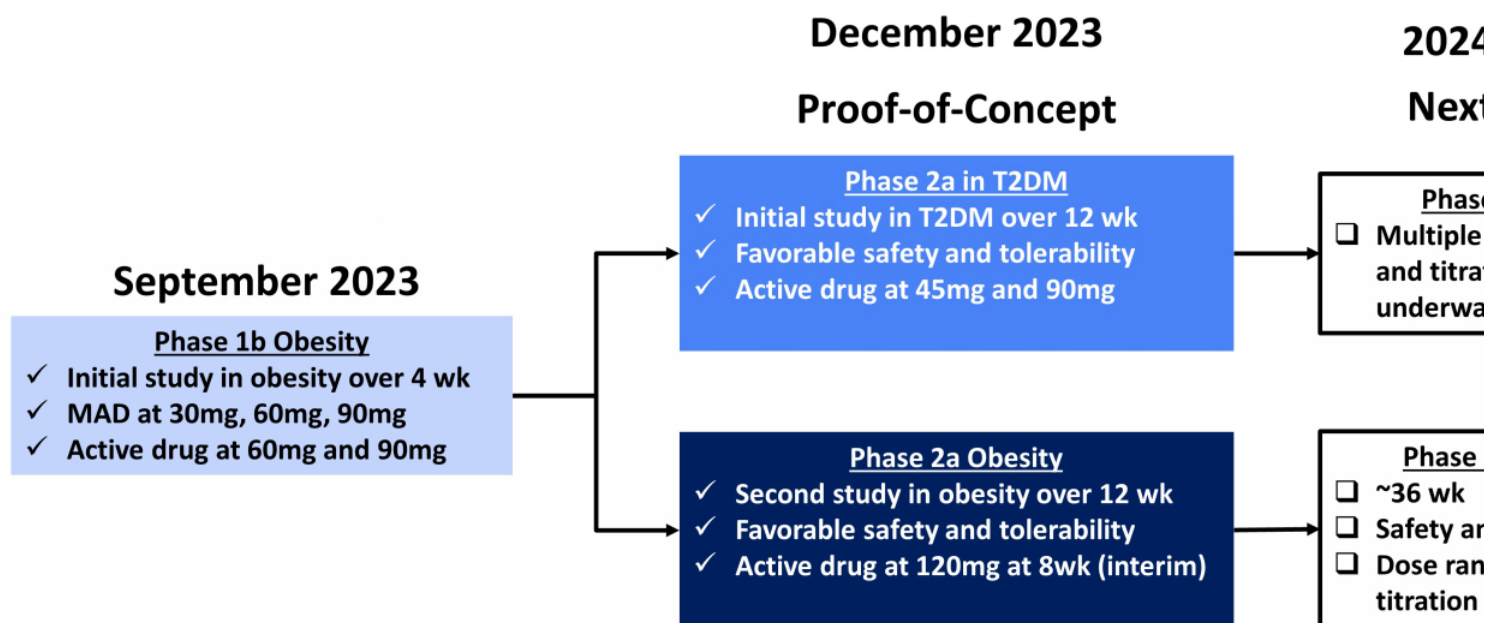 December 2023
Proof-of-Concept
2024
Next
September 2023
Phase 1b Obesity
✓ Initial study in obesity over 4 wk
✓ MAD at 30mg, 60mg, 90mg
✓ Active drug at 60mg and 90mg
Phase 2a in T2DM
✓ Initial study in T2DM over 12 wk
✓ Favorable safety and tolerability
✓ Active drug at 45mg and 90mg
Phase 2a Obesity
✓ Second study in obesity over 12 wk
✓ Favorable safety and tolerability
✓ Active drug at 120mg at 8wk (interim)
Phase
❑ Multiple
and titra
underwa
Phase
❑ ~36 wk
❑ Safety an
❑ Dose ran
titration